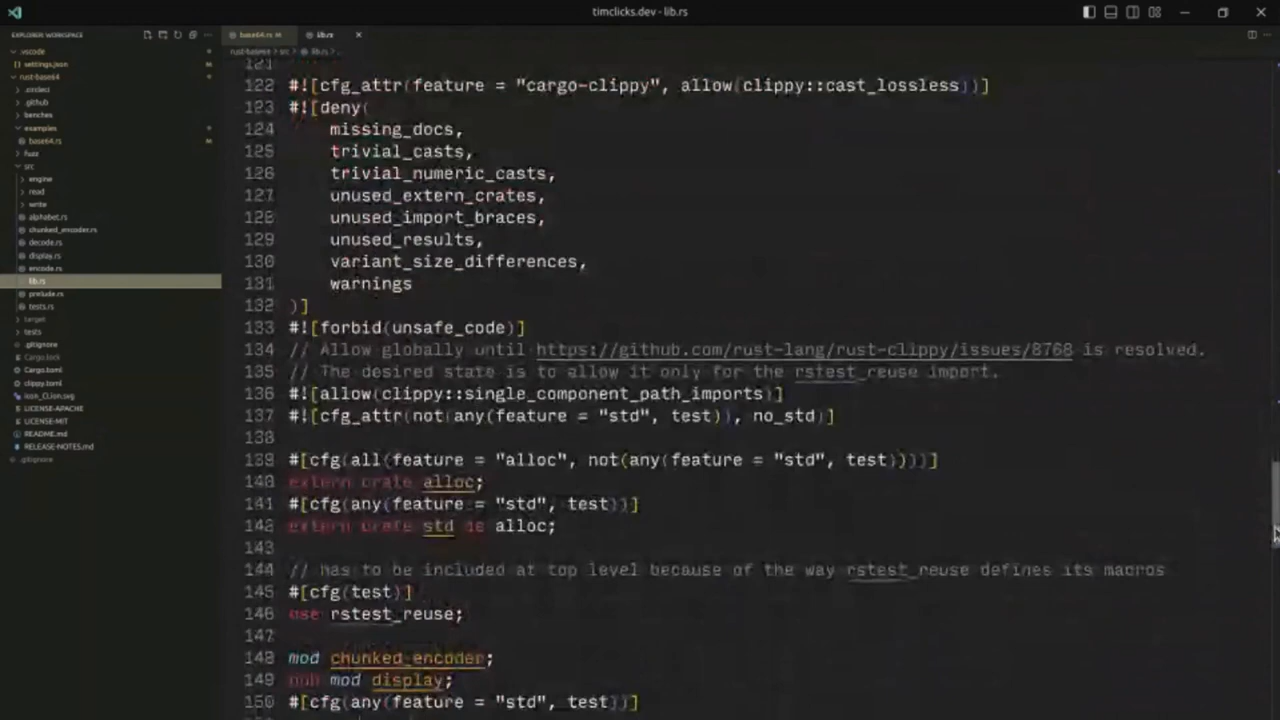 timclicks.dev - lib.rs
EXPLORER WORKSPACE
base64.rs M
lib.rs
rust-base64 > src > lib.rs > ..
.vscode
settings.json
rust-base64
.circleci
.github
benches
examples
base64.rs M
fuzz
src
engine
read
write
alphabet.rs
chunked_encoder.rs
decode.rs
display.rs
encode.rs
lib.rs
prelude.rs
tests.rs
target
tests
.gitignore
Cargo.lock
Cargo.toml
clippy.toml
icon_CLion.svg
LICENSE-APACHE
LICENSE-MIT
README.md
RELEASE-NOTES.md
.gitignore
121
122 #![cfg_attr(feature = "cargo-clippy", allow(clippy::cast_lossless))]
123 #![deny(
124 missing_docs,
125 trivial_casts,
126 trivial_numeric_casts,
127 unused_extern_crates,
128 unused_import_braces,
129 unused_results,
130 variant_size_differences,
131 warnings
132 )]
133 #![forbid(unsafe_code)]
134 // Allow globally until https://github.com/rust-lang/rust-clippy/issues/8768 is resolved.
135 // The desired state is to allow it only for the rstest_reuse import.
136 #![allow(clippy::single_component_path_imports)]
137 #![cfg_attr(not(any(feature = "std", test)), no_std)]
138
139 #[cfg(all(feature = "alloc", not(any(feature = "std", test))))]
140 extern crate alloc;
141 #[cfg(any(feature = "std", test))]
142 extern crate std as alloc;
143
144 // has to be included at top level because of the way rstest_reuse defines its macros
145 #[cfg(test)]
146 use rstest_reuse;
147
148 mod chunked_encoder;
149 pub mod display;
150 #[cfg(any(feature = "std", test))]